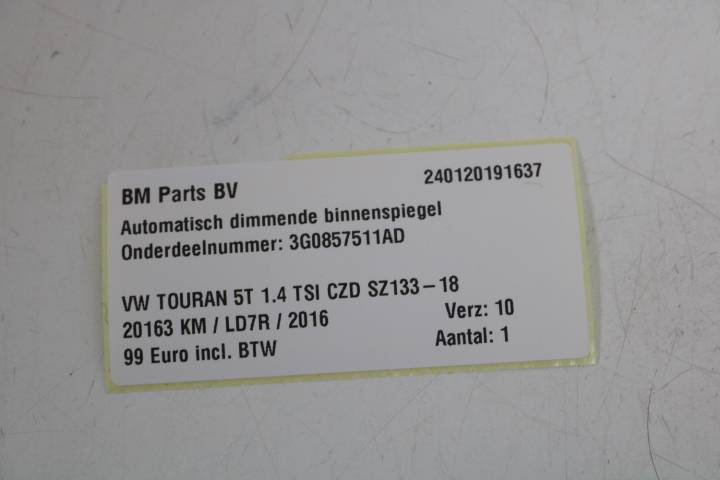 BM Parts BV 240120191637
Automatisch dimmende binnenspiegel
Onderdeelnummer: 3G0857511AD
VW TOURAN 5T 1.4 TSI CZD SZ133-18
20163 KM / LD7R / 2016 Verz: 10
99 Euro incl. BTW Aantal: 1